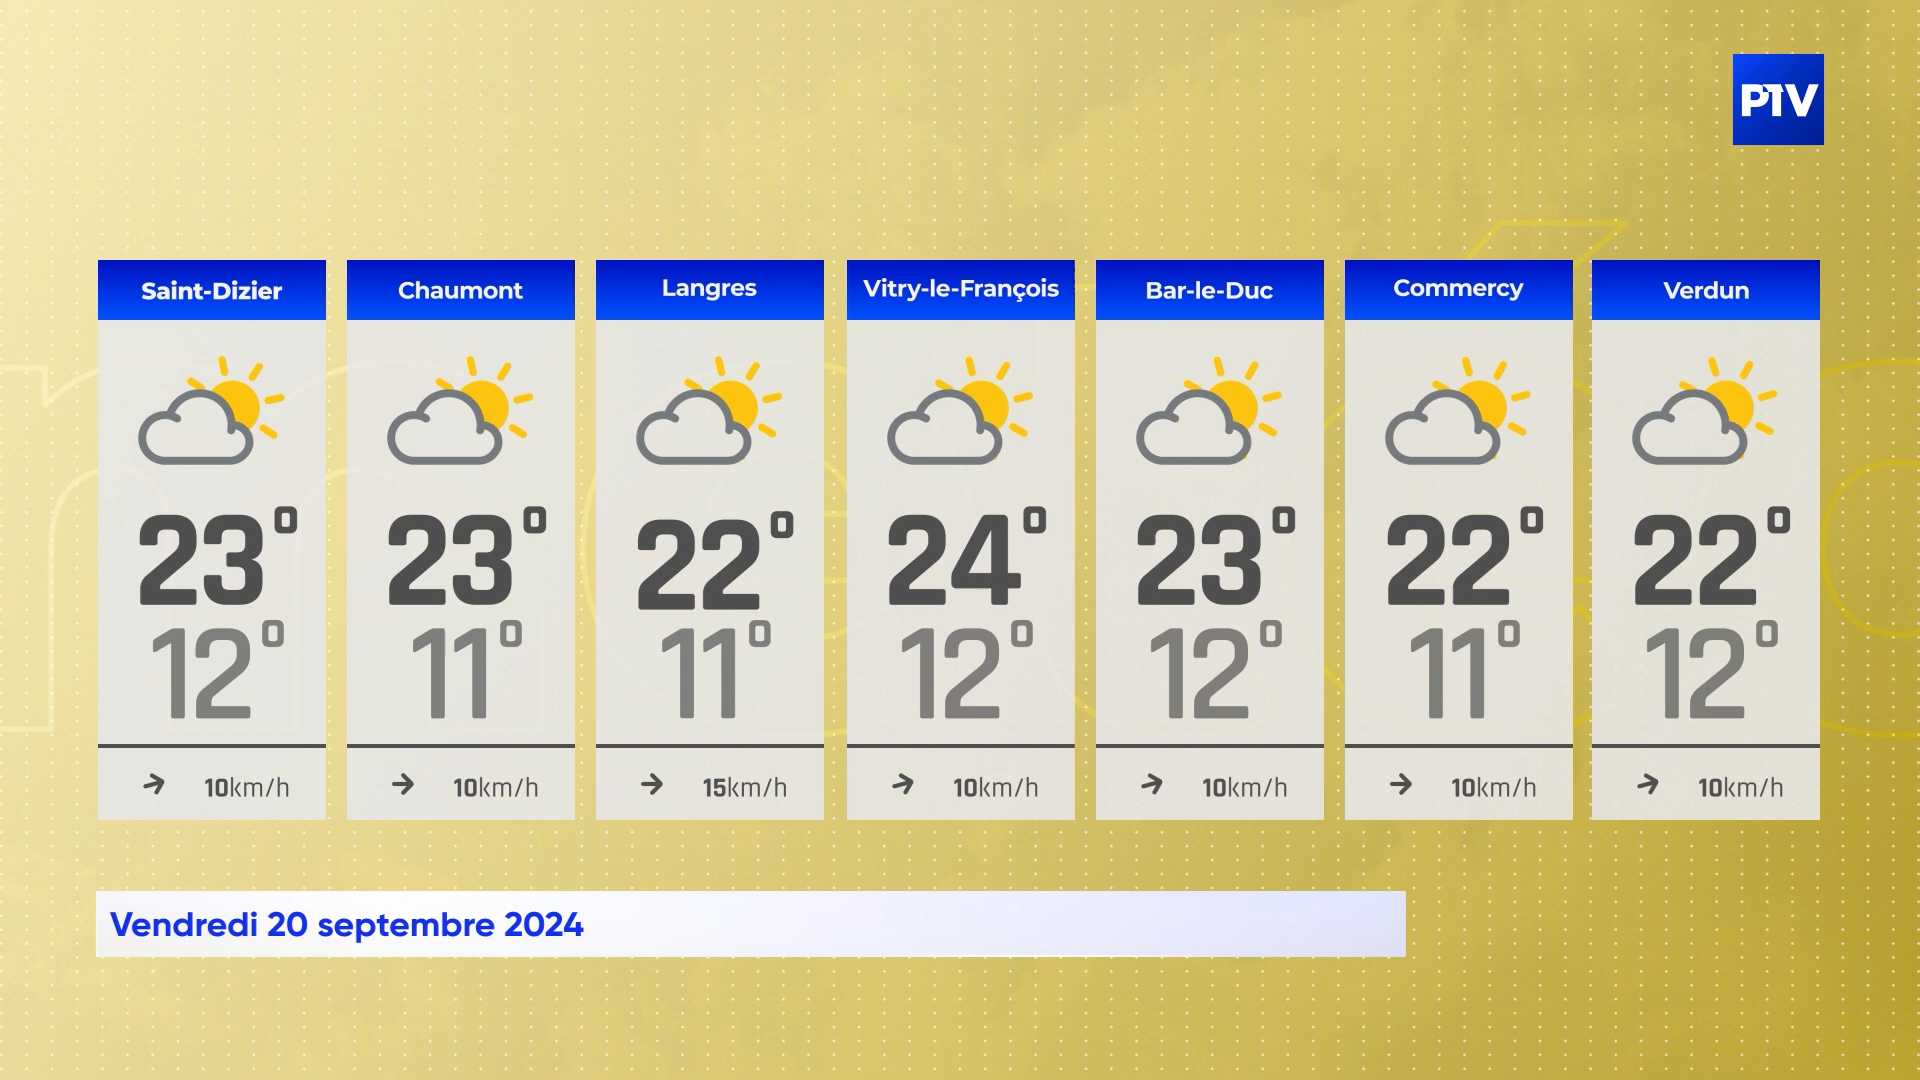 PTV
Saint-Dizier
23°
12°
10km/h
Chaumont
23°
11°
10km/h
Langres
22°
11°
15km/h
Vitry-le-François
24°
12°
10km/h
Bar-le-Duc
23°
12°
10km/h
Commercy
22°
11°
10km/h
Verdun
22°
12°
10km/h
Vendredi 20 septembre 2024